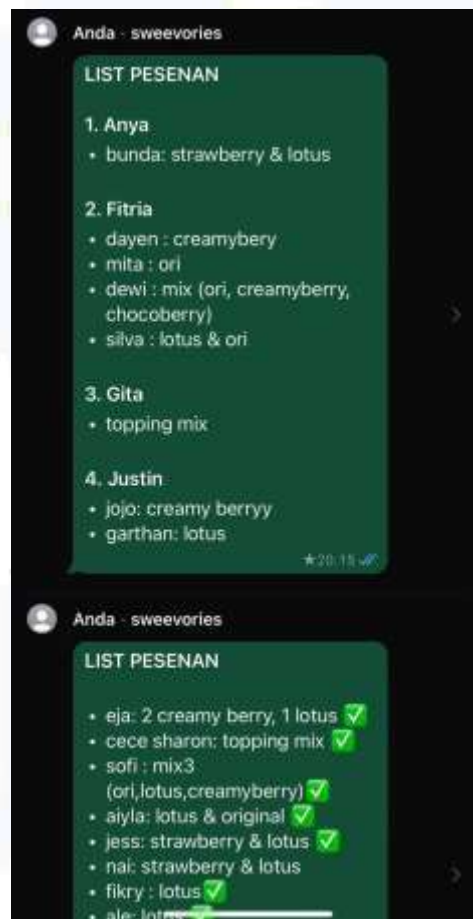 Anda · sweevories
LIST PESENAN
1. Anya
• bunda: strawberry & lotus
2. Fitria
• dayen : creamybery
• mita : ori
• dewi : mix (ori, creamyberry,
chocoberry)
• silva : lotus & ori
3. Gita
• topping mix
4. Justin
• jojo: creamy berryy
• garthan: lotus
20.15
Anda · sweevories
LIST PESENAN
• eja: 2 creamy berry, 1 lotus ✅
• cece sharon: topping mix ✅
• sofi : mix3
(ori,lotus,creamyberry) ✅
• aiyla: lotus & original ✅
• jess: strawberry & lotus ✅
• nai: strawberry & lotus
• fikry : lotus ✅
• ale: lotus ✅